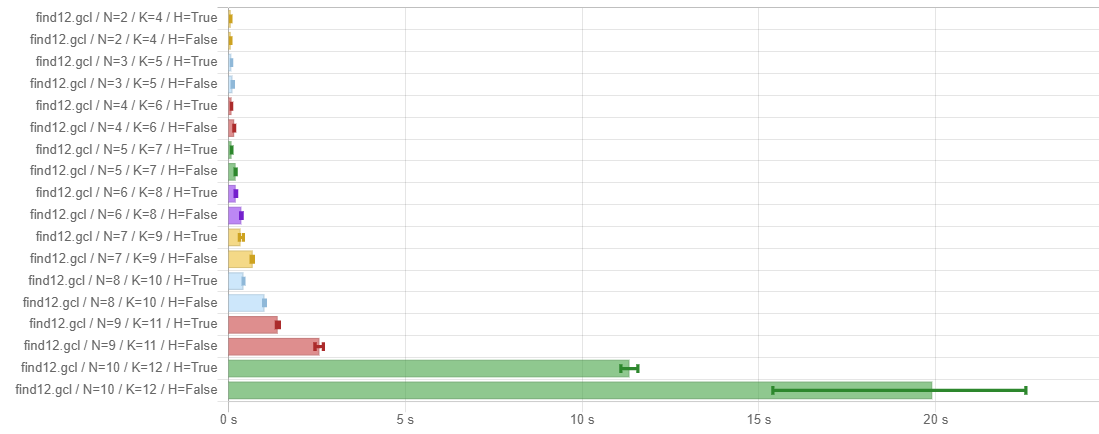 find12.gcl / N=2 / K=4 / H=True
find12.gcl / N=2 / K=4 / H=False
find12.gcl / N=3 / K=5 / H=True
find12.gcl / N=3 / K=5 / H=False
find12.gcl / N=4 / K=6 / H=True
find12.gcl / N=4 / K=6 / H=False
find12.gcl / N=5 / K=7 / H=True
find12.gcl / N=5 / K=7 / H=False
find12.gcl / N=6 / K=8 / H=True
find12.gcl / N=6 / K=8 / H=False
find12.gcl / N=7 / K=9 / H=True
find12.gcl / N=7 / K=9 / H=False
find12.gcl / N=8 / K=10 / H=True
find12.gcl / N=8 / K=10 / H=False
find12.gcl / N=9 / K=11 / H=True
find12.gcl / N=9 / K=11 / H=False
find12.gcl / N=10 / K=12 / H=True
find12.gcl / N=10 / K=12 / H=False
0 s 5 s 10 s 15 s 20 s